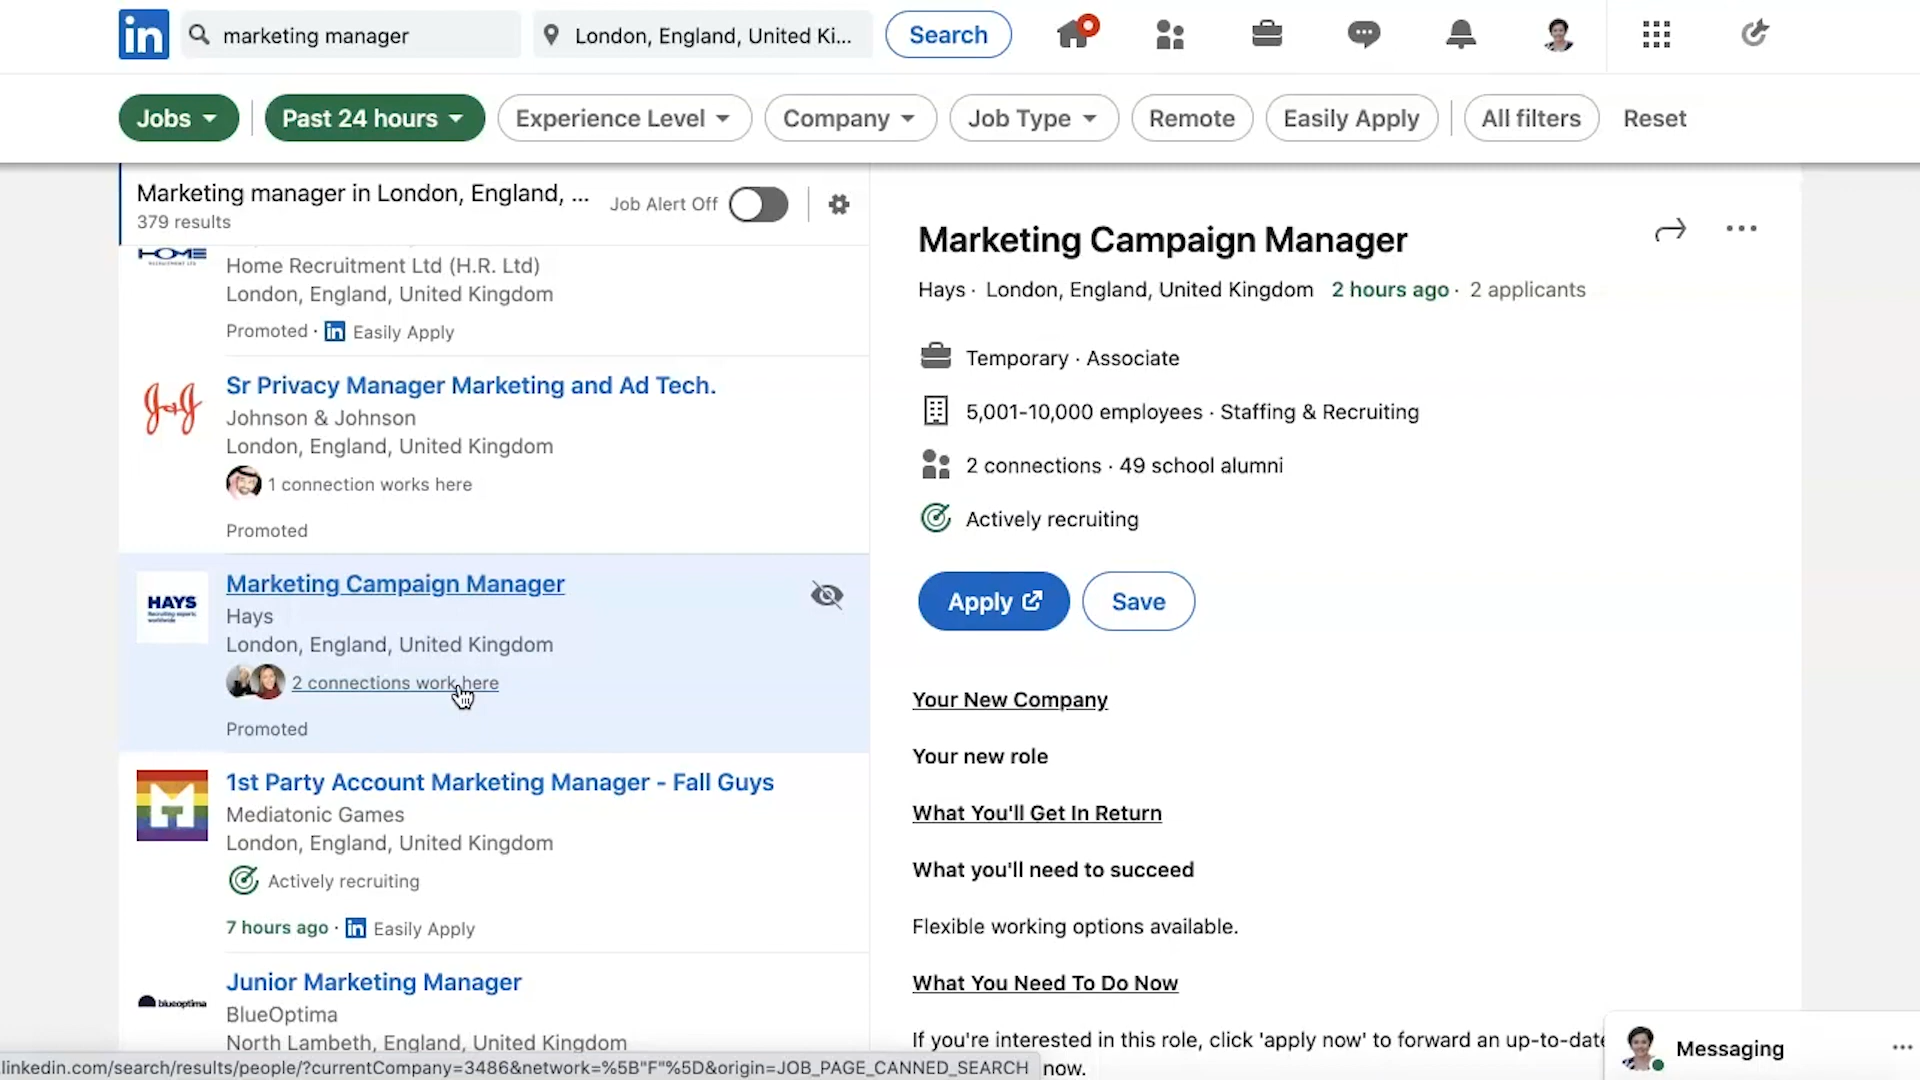 in
marketing manager
London, England, United Ki...
Search
Jobs
Past 24 hours
Experience Level
Company
Job Type
Remote
Easily Apply
All filters
Reset
Marketing manager in London, England, ...
379 results
Job Alert Off
HOME
RECRUITMENT LTD
Home Recruitment Ltd (H.R. Ltd)
London, England, United Kingdom
Promoted · in Easily Apply
J&J
Sr Privacy Manager Marketing and Ad Tech.
Johnson & Johnson
London, England, United Kingdom
1 connection works here
Promoted
HAYS
Recruiting experts
worldwide
Marketing Campaign Manager
Hays
London, England, United Kingdom
2 connections work here
Promoted
1st Party Account Marketing Manager - Fall Guys
Mediatonic Games
London, England, United Kingdom
Actively recruiting
7 hours ago · in Easily Apply
blueoptima
Junior Marketing Manager
BlueOptima
North Lambeth, England, United Kingdom
linkedin.com/search/results/people/?currentCompany=3486&network=%5B"F"%5D&origin=JOB_PAGE_CANNED_SEARCH
Marketing Campaign Manager
Hays · London, England, United Kingdom 2 hours ago · 2 applicants
Temporary · Associate
5,001-10,000 employees · Staffing & Recruiting
2 connections · 49 school alumni
Actively recruiting
Apply
Save
Your New Company
Your new role
What You'll Get In Return
What you'll need to succeed
Flexible working options available.
What You Need To Do Now
If you're interested in this role, click 'apply now' to forward an up-to-date
now.
Messaging